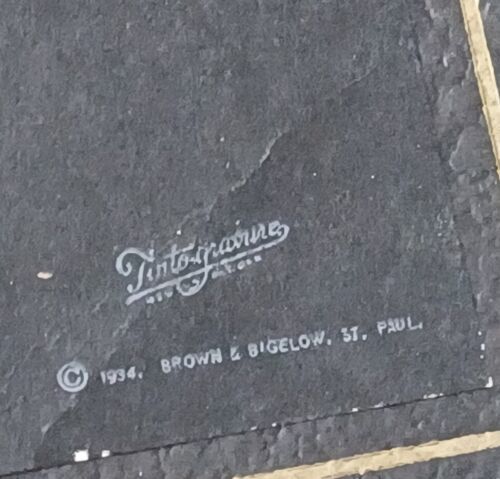 Tintogravure
© 1934. BROWN & BIGELOW, ST. PAUL.